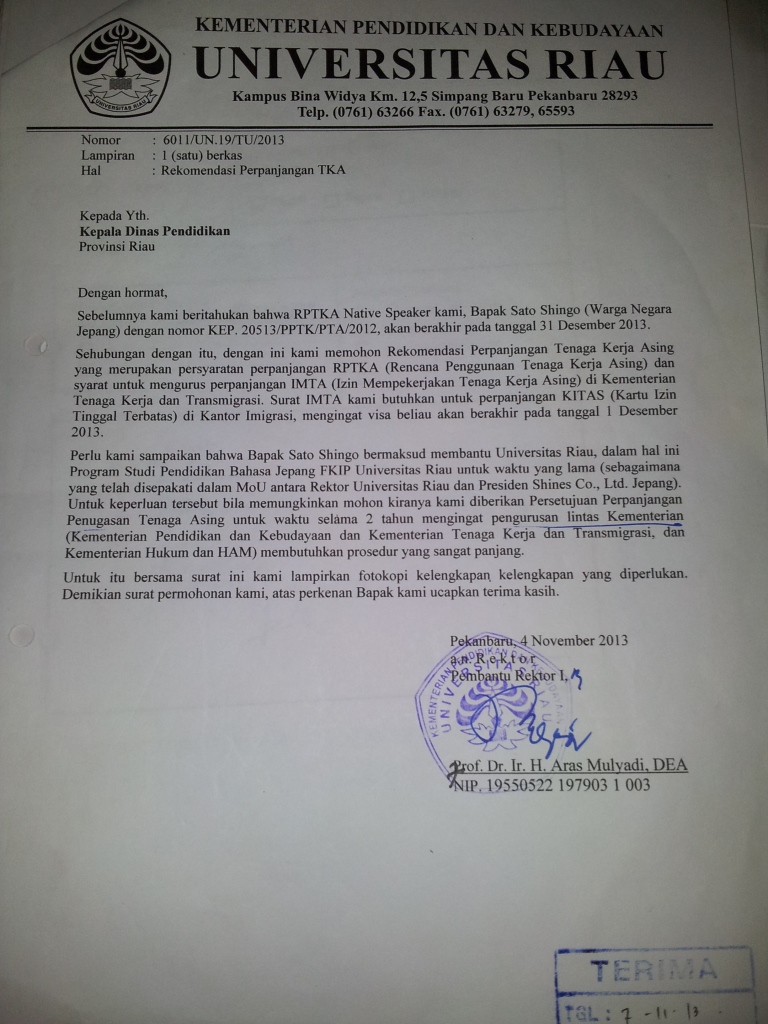 KEMENTERIAN PENDIDIKAN DAN KEBUDAYAAN
UNIVERSITAS RIAU
Kampus Bina Widya Km. 12,5 Simpang Baru Pekanbaru 28293
Telp. (0761) 63266 Fax. (0761) 63279, 65593
UNIVERSITAS RIAU
Nomor : 6011/UN.19/TU/2013
Lampiran : 1 (satu) berkas
Hal : Rekomendasi Perpanjangan TKA
Kepada Yth.
Kepala Dinas Pendidikan
Provinsi Riau
Dengan hormat,
Sebelumnya kami beritahukan bahwa RPTKA Native Speaker kami, Bapak Sato Shingo (Warga Negara
Jepang) dengan nomor KEP. 20513/PPTK/PTA/2012, akan berakhir pada tanggal 31 Desember 2013.
Sehubungan dengan itu, dengan ini kami memohon Rekomendasi Perpanjangan Tenaga Kerja Asing
yang merupakan persyaratan perpanjangan RPTKA (Rencana Penggunaan Tenaga Kerja Asing) dan
syarat untuk mengurus perpanjangan IMTA (Izin Mempekerjakan Tenaga Kerja Asing) di Kementerian
Tenaga Kerja dan Transmigrasi. Surat IMTA kami butuhkan untuk perpanjangan KITAS (Kartu Izin
Tinggal Terbatas) di Kantor Imigrasi, mengingat visa beliau akan berakhir pada tanggal 1 Desember
2013.
Perlu kami sampaikan bahwa Bapak Sato Shingo bermaksud membantu Universitas Riau, dalam hal ini
Program Studi Pendidikan Bahasa Jepang FKIP Universitas Riau untuk waktu yang lama (sebagaimana
yang telah disepakati dalam MoU antara Rektor Universitas Riau dan Presiden Shines Co., Ltd. Jepang).
Untuk keperluan tersebut bila memungkinkan mohon kiranya kami diberikan Persetujuan Perpanjangan
Penugasan Tenaga Asing untuk waktu selama 2 tahun mengingat pengurusan lintas Kementerian
(Kementerian Pendidikan dan Kebudayaan dan Kementerian Tenaga Kerja dan Transmigrasi, dan
Kementerian Hukum dan HAM) membutuhkan prosedur yang sangat panjang.
Untuk itu bersama surat ini kami lampirkan fotokopi kelengkapan kelengkapan yang diperlukan.
Demikian surat permohonan kami, atas perkenan Bapak kami ucapkan terima kasih.
Pekanbaru, 4 November 2013
a.n. R e k t o r
Pembantu Rektor I,
KEMENTERIAN PENDIDIKAN DAN KEBUDAYAAN
UNIVERSITAS RIAU
Prof. Dr. Ir. H. Aras Mulyadi, DEA
NIP. 19550522 197903 1 003
TERIMA
TGL : 7 - 11 - 13